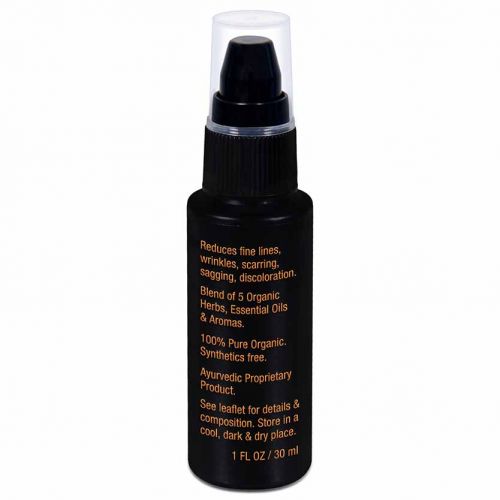 Reduces fine lines,
wrinkles, scarring,
sagging, discoloration.
Blend of 5 Organic
Herbs, Essential Oils
& Aromas.
100% Pure Organic.
Synthetics free.
Ayurvedic Proprietary
Product.
See leaflet for details &
composition. Store in a
cool, dark & dry place.
1 FL OZ / 30 ml